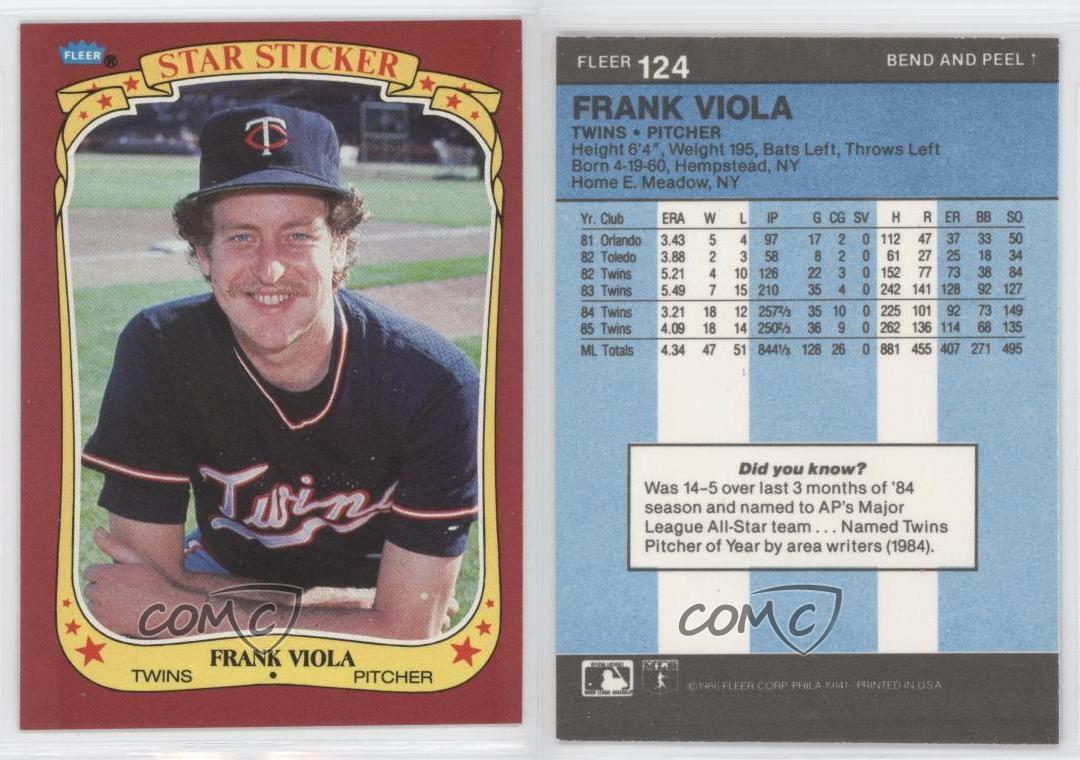 FLEER ®
STAR STICKER
Twins
COMC
FRANK VIOLA
TWINS • PITCHER
FLEER 124 BEND AND PEEL ↑
FRANK VIOLA
TWINS • PITCHER
Height 6'4", Weight 195, Bats Left, Throws Left
Born 4-19-60, Hempstead, NY
Home E. Meadow, NY
Yr. Club ERA W L IP G CG SV H R ER BB SO
81 Orlando 3.43 5 4 97 17 2 0 112 47 37 33 50
82 Toledo 3.88 2 3 58 8 2 0 61 27 25 18 34
82 Twins 5.21 4 10 126 22 3 0 152 77 73 38 84
83 Twins 5.49 7 15 210 35 4 0 242 141 128 92 127
84 Twins 3.21 18 12 257⅔ 35 10 0 225 101 92 73 149
85 Twins 4.09 18 14 250⅔ 36 9 0 262 136 114 68 135
ML Totals 4.34 47 51 844⅓ 128 26 0 881 455 407 271 495
Did you know?
Was 14-5 over last 3 months of '84
season and named to AP's Major
League All-Star team . . . Named Twins
Pitcher of Year by area writers (1984).
COMC
©1986 FLEER CORP. PHILA. 19141 - PRINTED IN U.S.A.